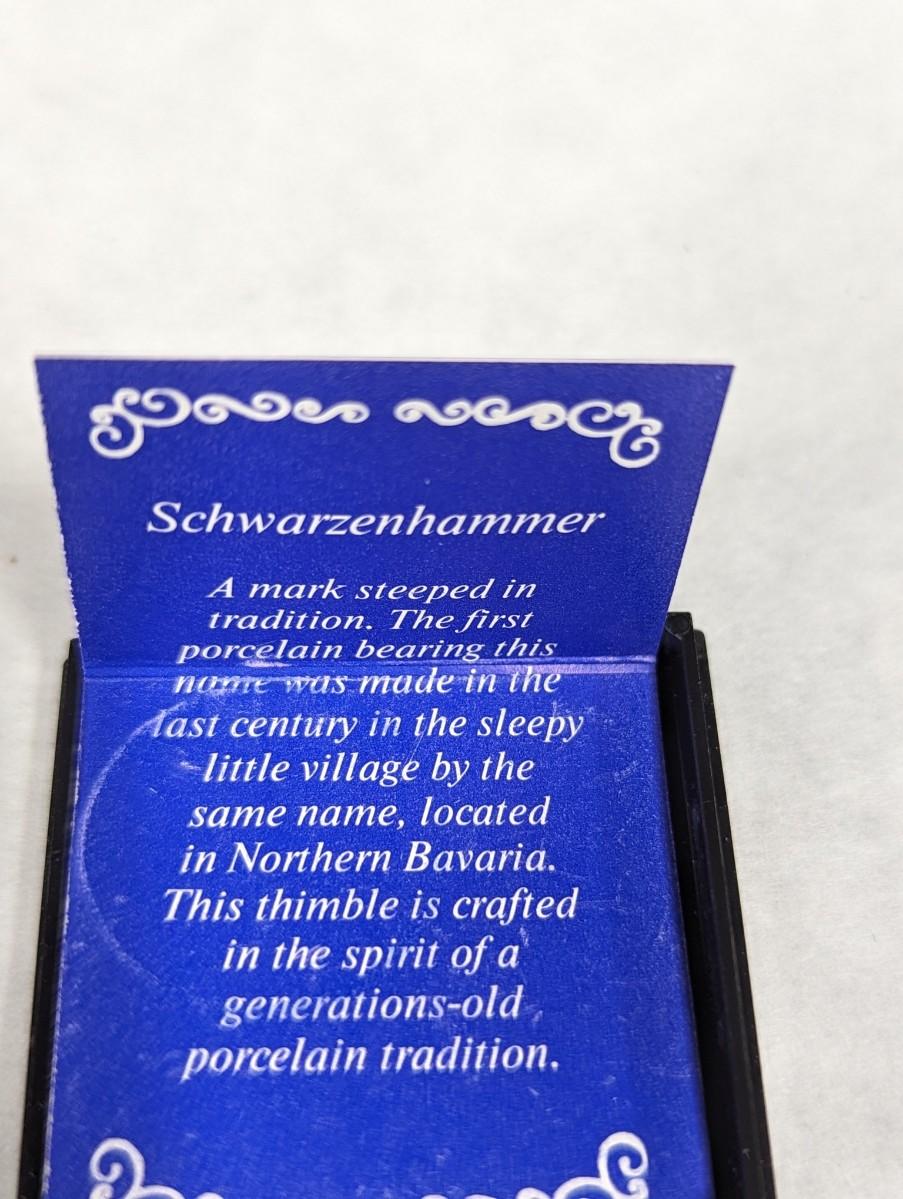 Schwarzenhammer
A mark steeped in
tradition. The first
porcelain bearing this
name was made in the
last century in the sleepy
little village by the
same name, located
in Northern Bavaria.
This thimble is crafted
in the spirit of a
generations-old
porcelain tradition.